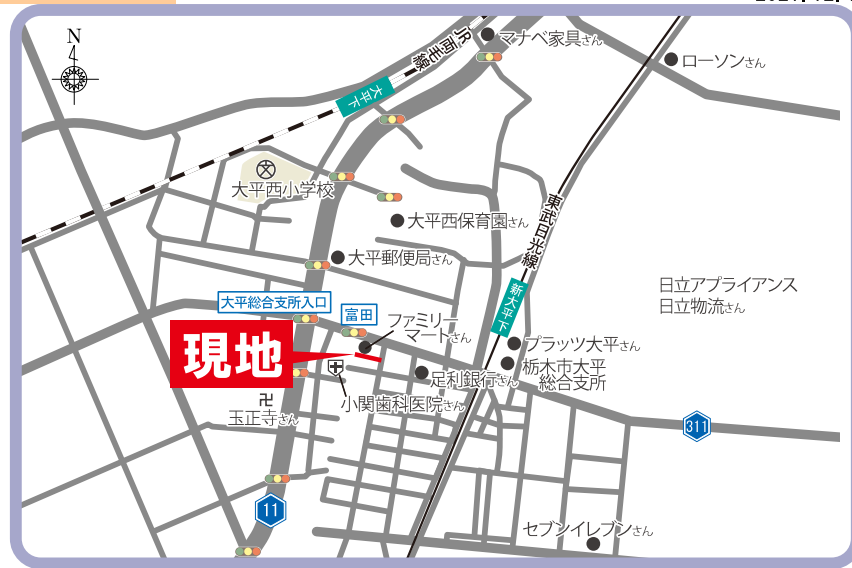 N
JR両毛線
マナベ家具さん
ローソンさん
大平下
大平西小学校
大平西保育園さん
東武日光線
大平郵便局さん
新大平下
日立アプライアンス
日立物流さん
大平総合支所入口
富田
ファミリー
マートさん
プラッツ大平さん
現地
栃木市大平
総合支所
足利銀行さん
小関歯科医院さん
卍
玉正寺さん
311
11
セブンイレブンさん